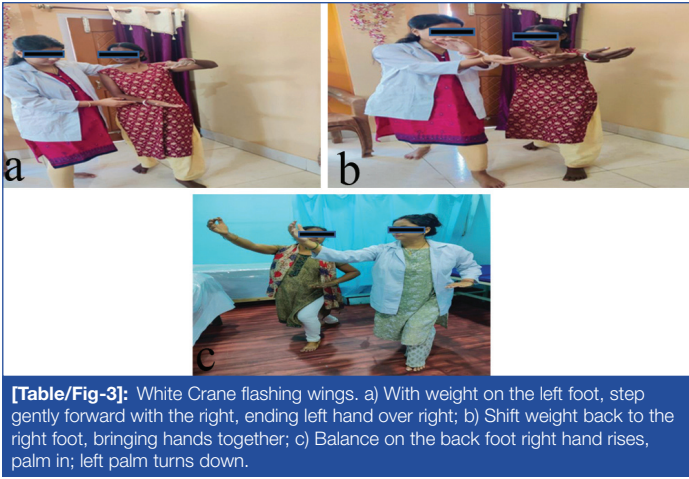 a
b
c
[Table/Fig-3]: White Crane flashing wings. a) With weight on the left foot, step
gently forward with the right, ending left hand over right; b) Shift weight back to the
right foot, bringing hands together; c) Balance on the back foot right hand rises,
palm in; left palm turns down.